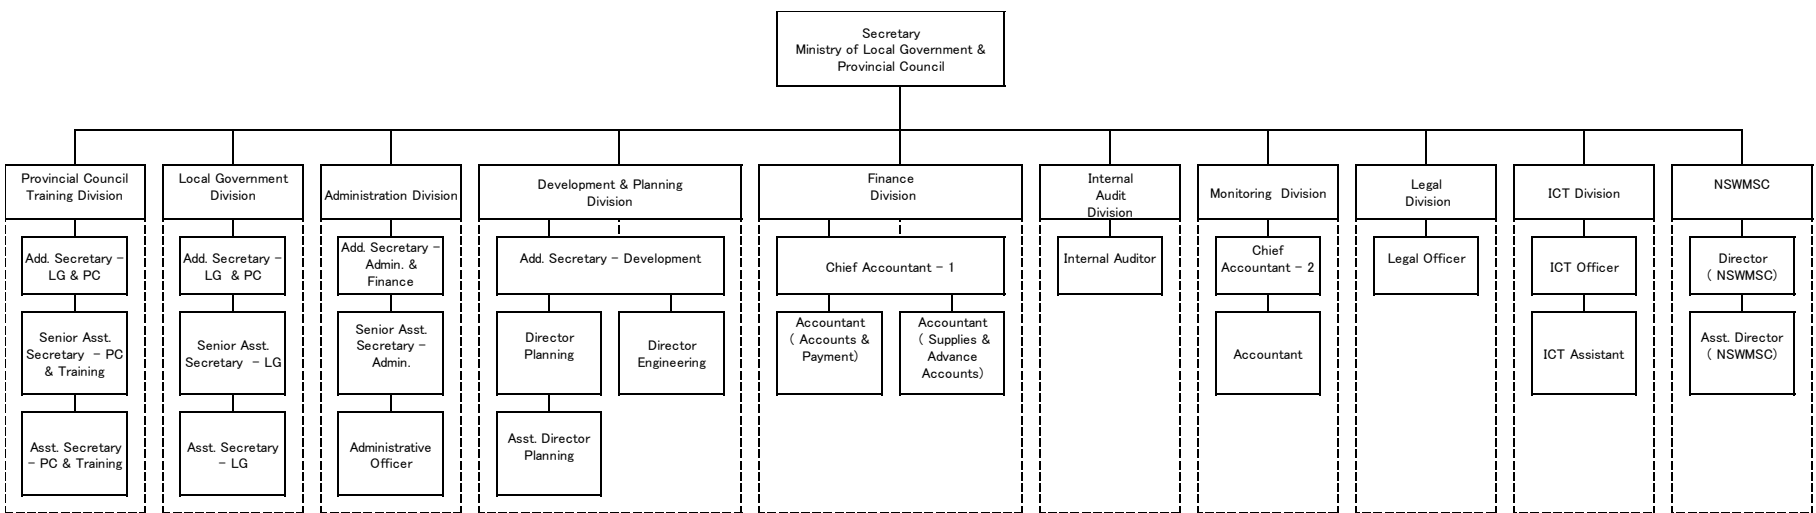 Secretary
Ministry of Local Government &
Provincial Council
Provincial Council
Training Division
Local Government
Division
Administration Division
Development & Planning
Division
Finance
Division
Internal
Audit
Division
Monitoring Division
Legal
Division
ICT Division
NSWMSC
Add. Secretary -
LG & PC
Add. Secretary -
LG & PC
Add. Secretary -
Admin. &
Finance
Add. Secretary - Development
Chief Accountant - 1
Internal Auditor
Chief
Accountant - 2
Legal Officer
ICT Officer
Director
( NSWMSC)
Senior Asst.
Secretary - PC
& Training
Senior Asst.
Secretary - LG
Senior Asst.
Secretary -
Admin.
Director
Planning
Director
Engineering
Accountant
( Accounts &
Payment)
Accountant
( Supplies &
Advance
Accounts)
Accountant
ICT Assistant
Asst. Director
( NSWMSC)
Asst. Secretary
- PC & Training
Asst. Secretary
- LG
Administrative
Officer
Asst. Director
Planning